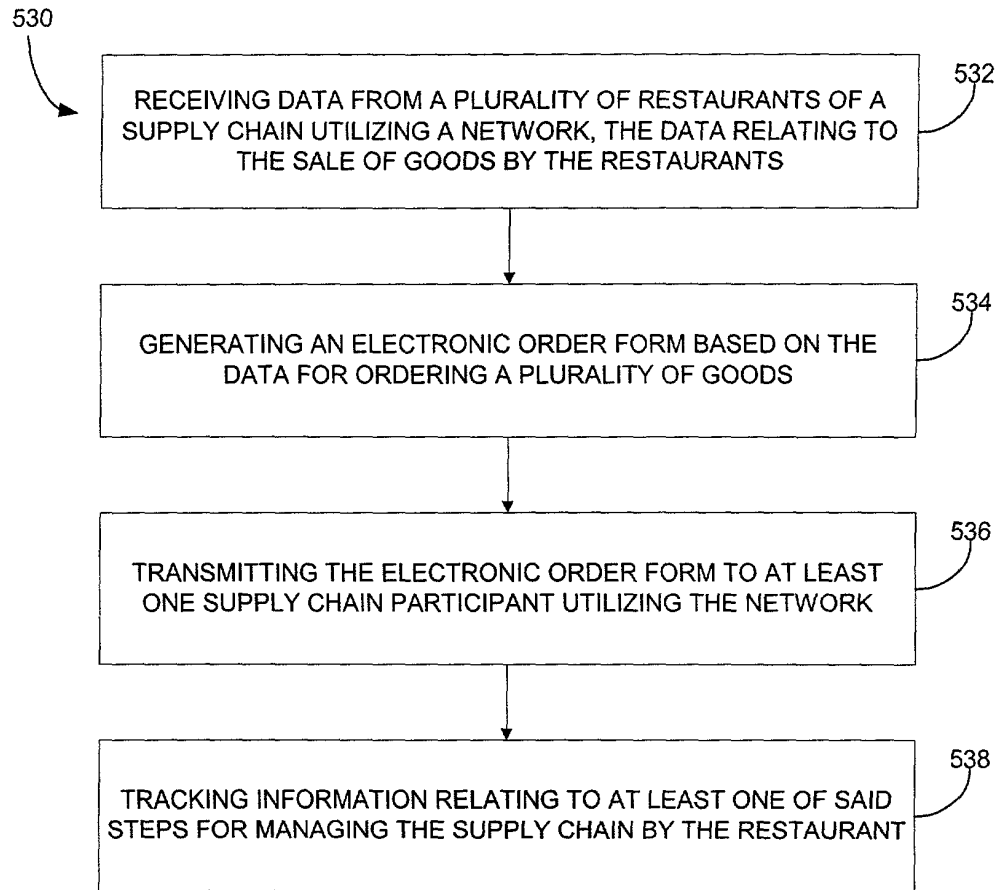 530
532
RECEIVING DATA FROM A PLURALITY OF RESTAURANTS OF A
SUPPLY CHAIN UTILIZING A NETWORK, THE DATA RELATING TO
THE SALE OF GOODS BY THE RESTAURANTS
534
GENERATING AN ELECTRONIC ORDER FORM BASED ON THE
DATA FOR ORDERING A PLURALITY OF GOODS
536
TRANSMITTING THE ELECTRONIC ORDER FORM TO AT LEAST
ONE SUPPLY CHAIN PARTICIPANT UTILIZING THE NETWORK
538
TRACKING INFORMATION RELATING TO AT LEAST ONE OF SAID
STEPS FOR MANAGING THE SUPPLY CHAIN BY THE RESTAURANT